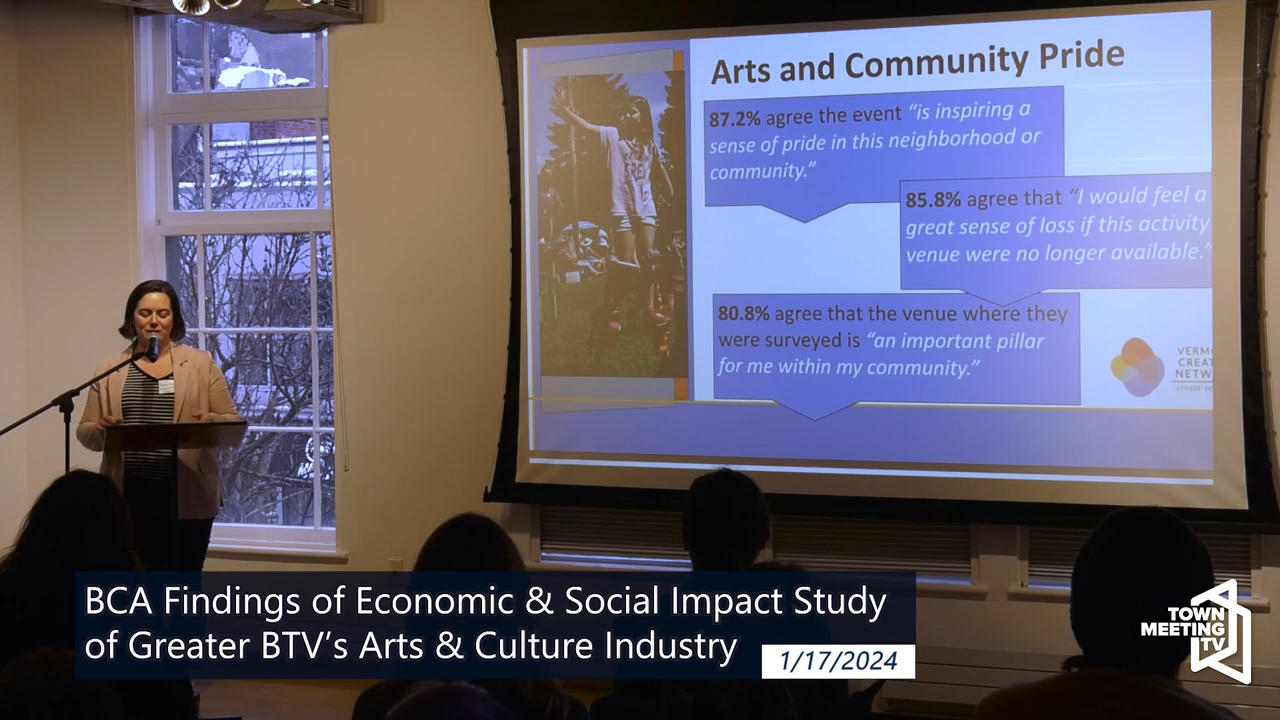 Arts and Community Pride
87.2% agree the event “is inspiring a
sense of pride in this neighborhood or
community.”
85.8% agree that “I would feel a
great sense of loss if this activity
venue were no longer available.”
80.8% agree that the venue where they
were surveyed is “an important pillar
for me within my community.”
BCA Findings of Economic & Social Impact Study
of Greater BTV’s Arts & Culture Industry
1/17/2024
TOWN
MEETING
TV